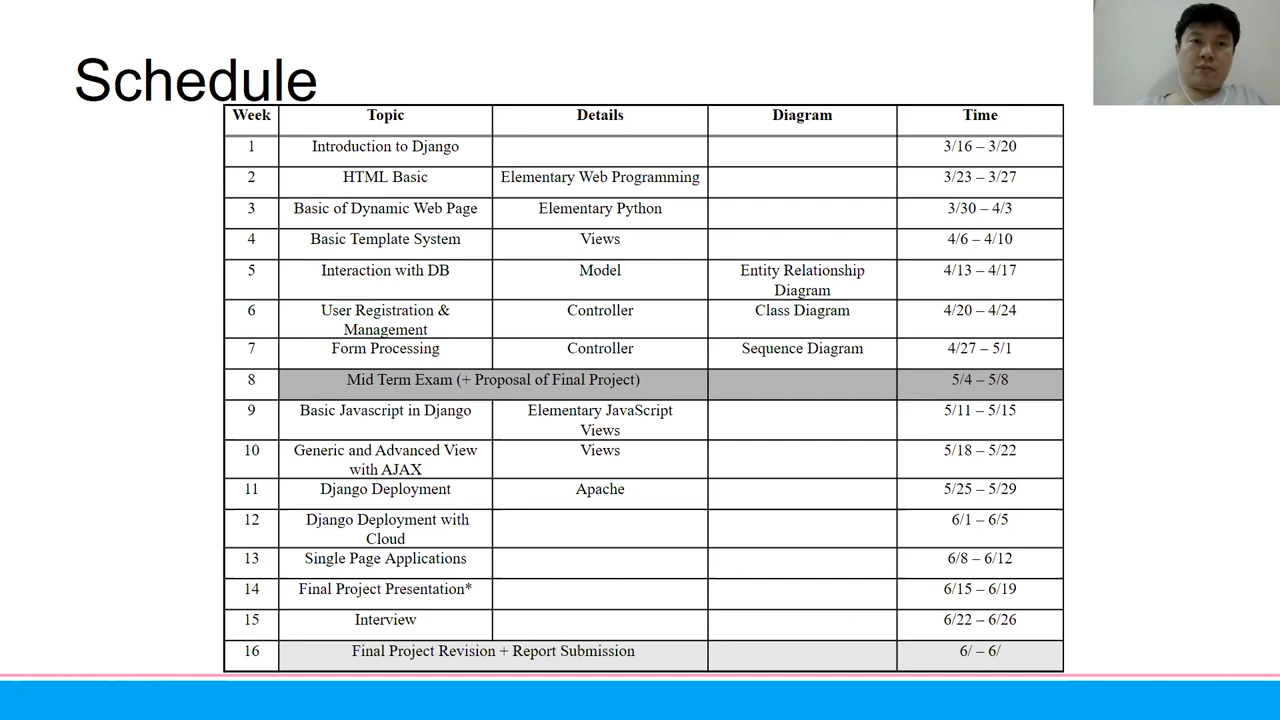 Schedule
Week Topic Details Diagram Time
1 Introduction to Django 3/16 – 3/20
2 HTML Basic Elementary Web Programming 3/23 – 3/27
3 Basic of Dynamic Web Page Elementary Python 3/30 – 4/3
4 Basic Template System Views 4/6 – 4/10
5 Interaction with DB Model Entity Relationship 4/13 – 4/17
Diagram
6 User Registration & Controller Class Diagram 4/20 – 4/24
Management
7 Form Processing Controller Sequence Diagram 4/27 – 5/1
8 Mid Term Exam (+ Proposal of Final Project) 5/4 – 5/8
9 Basic Javascript in Django Elementary JavaScript 5/11 – 5/15
Views
10 Generic and Advanced View Views 5/18 – 5/22
with AJAX
11 Django Deployment Apache 5/25 – 5/29
12 Django Deployment with 6/1 – 6/5
Cloud
13 Single Page Applications 6/8 – 6/12
14 Final Project Presentation* 6/15 – 6/19
15 Interview 6/22 – 6/26
16 Final Project Revision + Report Submission 6/ – 6/